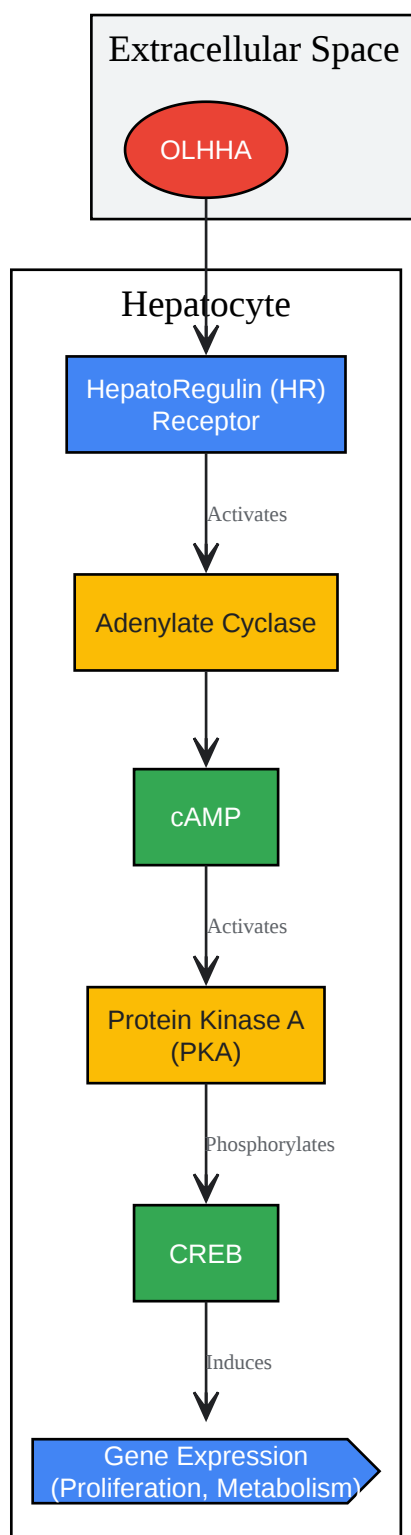 Extracellular Space
OLHHA
Hepatocyte
HepatoRegulin (HR)
Receptor
Activates
Adenylate Cyclase
cAMP
Activates
Protein Kinase A
(PKA)
Phosphorylates
CREB
Induces
Gene Expression
(Proliferation, Metabolism)